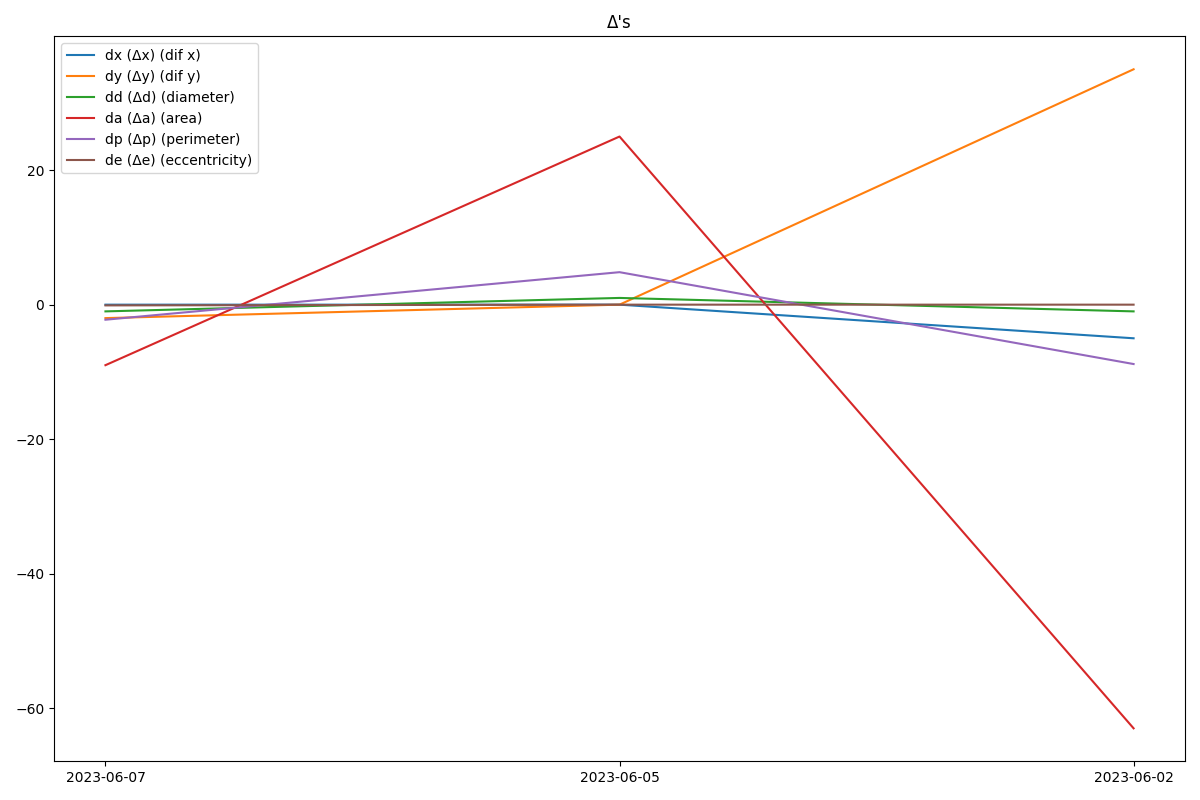 Δ's
dx (Δx) (dif x)
dy (Δy) (dif y)
dd (Δd) (diameter)
da (Δa) (area)
dp (Δp) (perimeter)
de (Δe) (eccentricity)
20
0
−20
−40
−60
2023-06-07
2023-06-05
2023-06-02